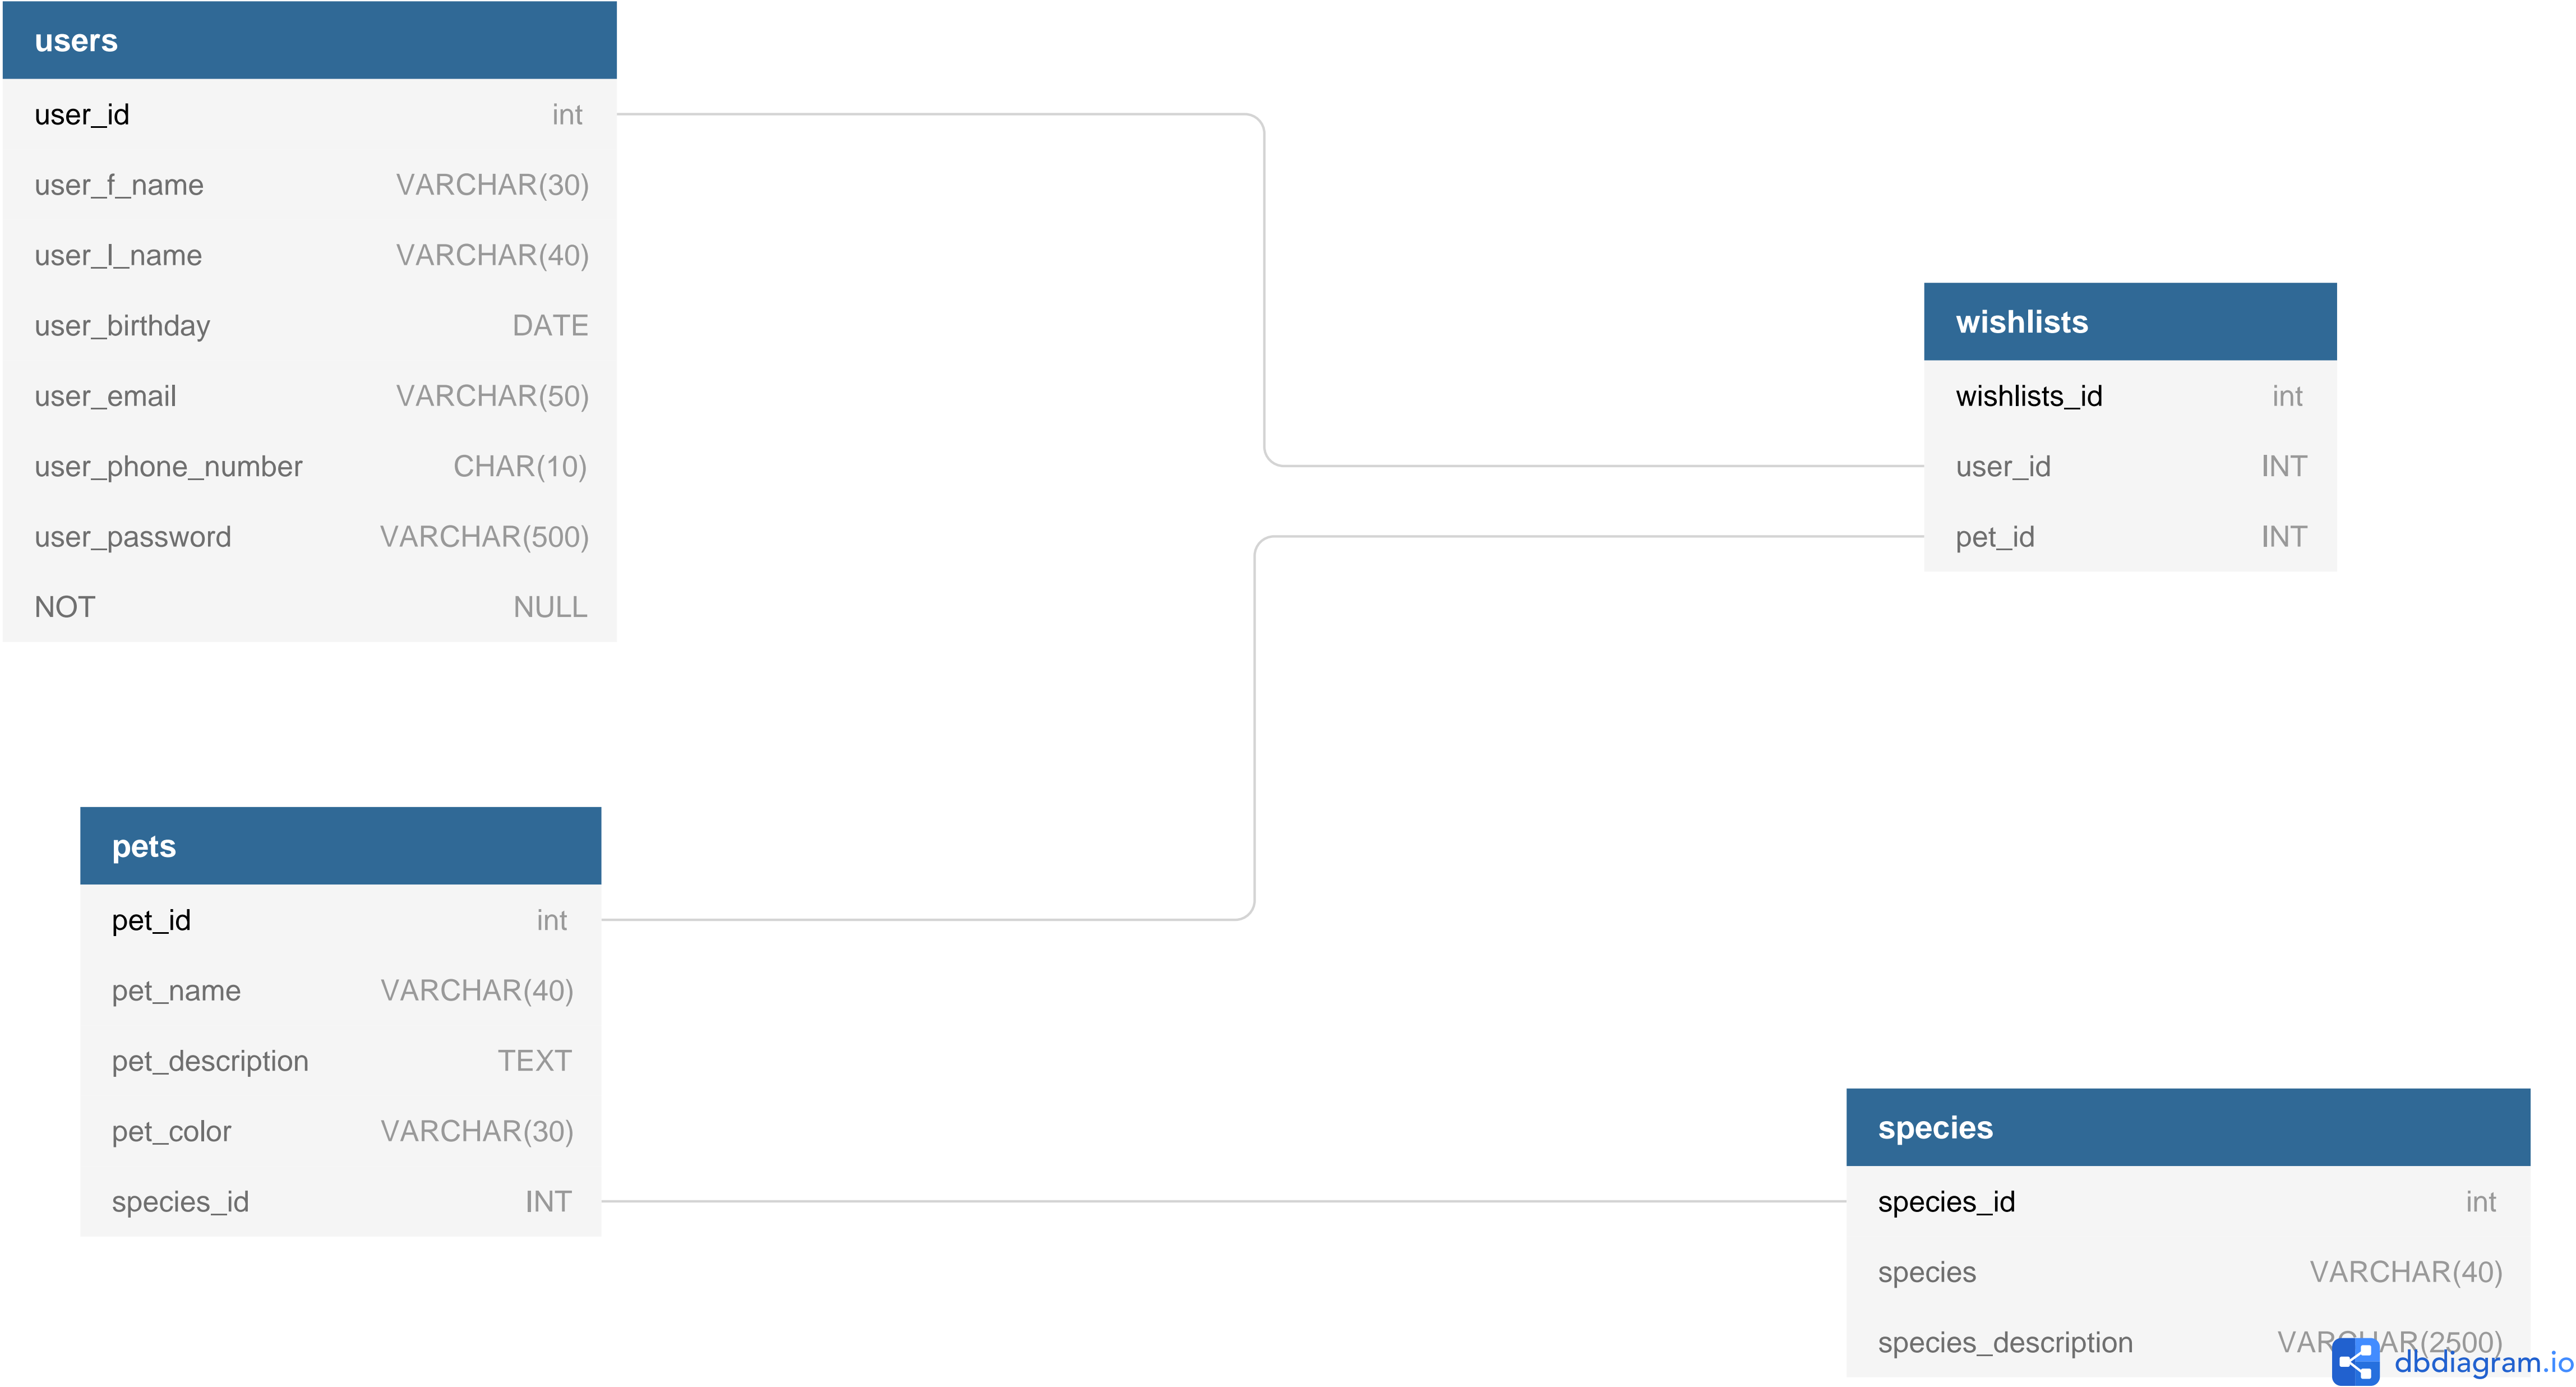 users
user_id int
user_f_name VARCHAR(30)
user_l_name VARCHAR(40)
user_birthday DATE
user_email VARCHAR(50)
user_phone_number CHAR(10)
user_password VARCHAR(500)
NOT NULL
wishlists
wishlists_id int
user_id INT
pet_id INT
pets
pet_id int
pet_name VARCHAR(40)
pet_description TEXT
pet_color VARCHAR(30)
species_id INT
species
species_id int
species VARCHAR(40)
species_description VARCHAR(2500)
dbdiagram.io